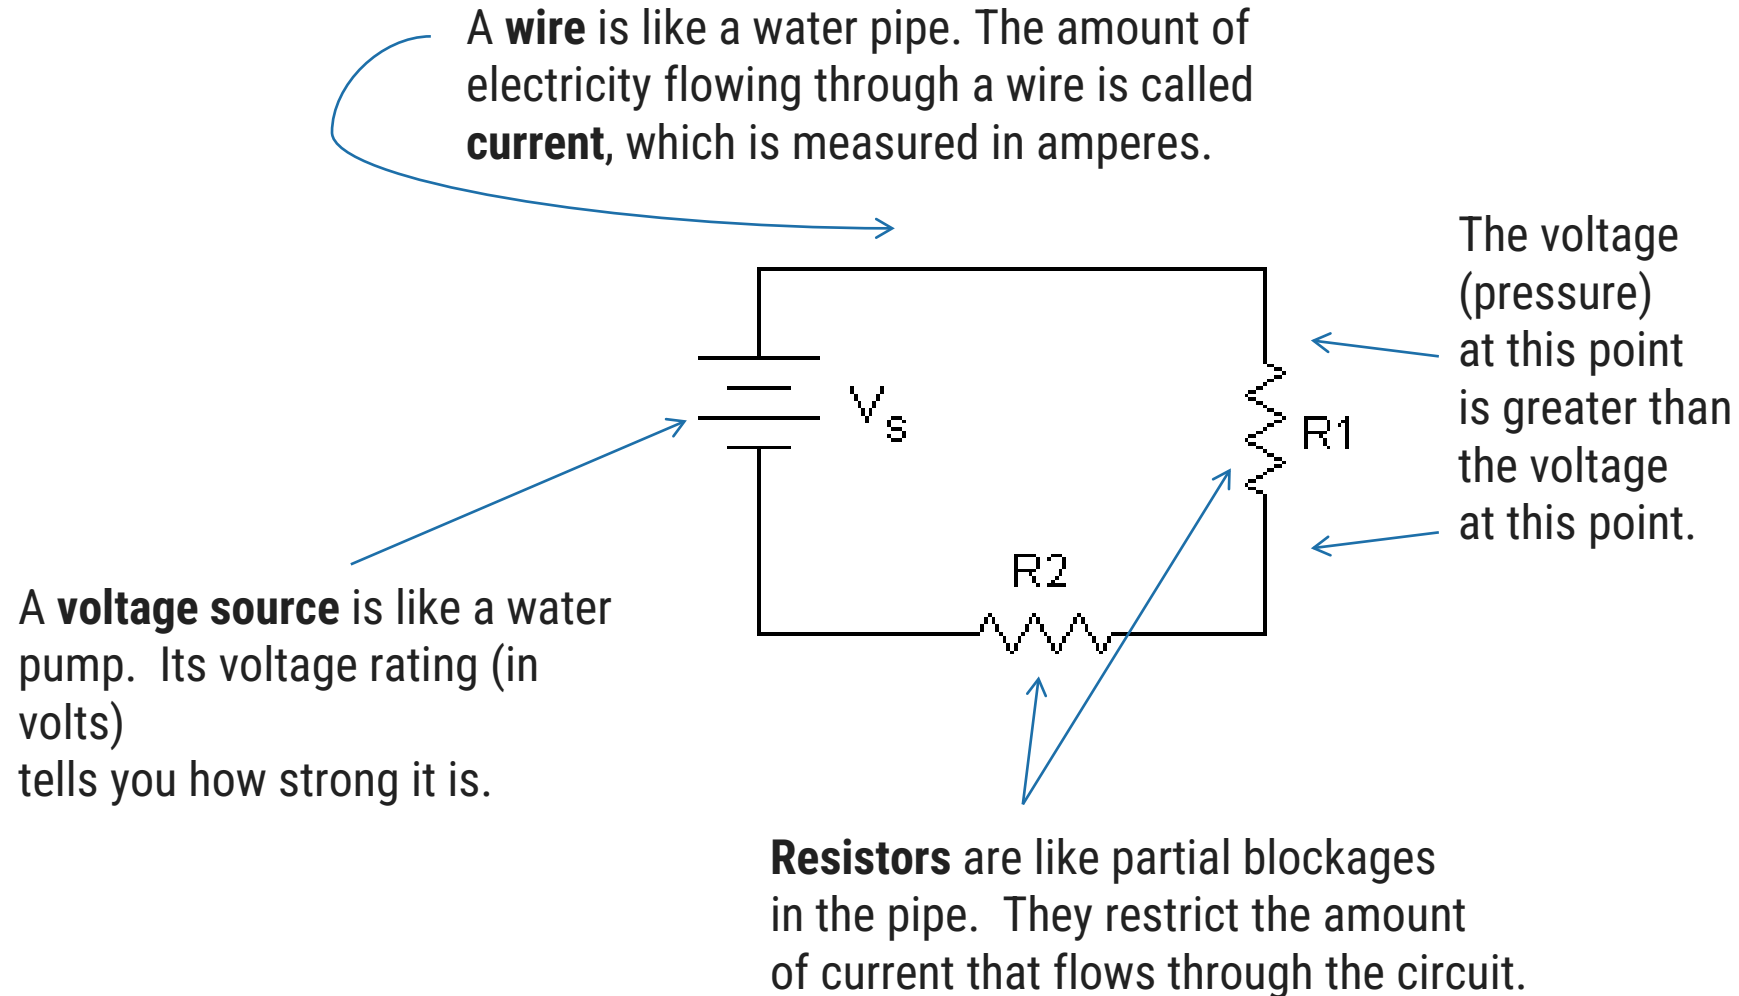 A wire is like a water pipe. The amount of
electricity flowing through a wire is called
current, which is measured in amperes.
The voltage
(pressure)
at this point
is greater than
the voltage
at this point.
Vs
R1
R2
A voltage source is like a water
pump.  Its voltage rating (in
volts)
tells you how strong it is.
Resistors are like partial blockages
in the pipe.  They restrict the amount
of current that flows through the circuit.